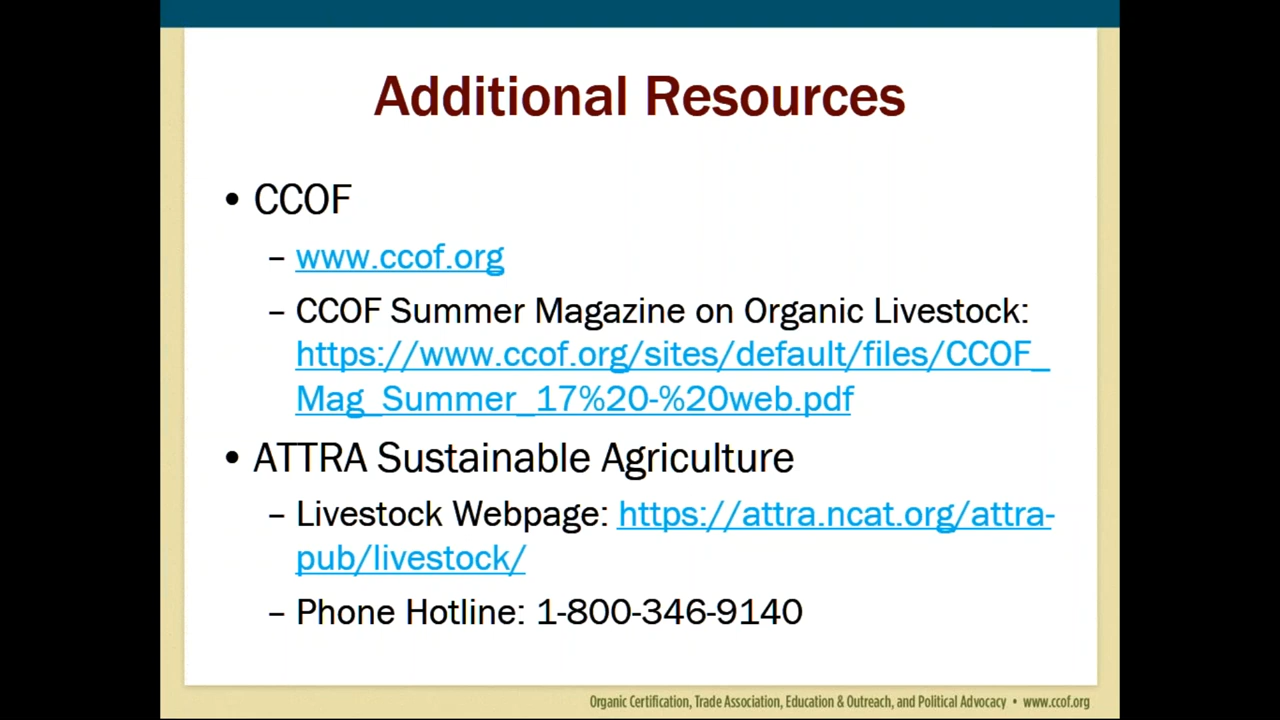 Additional Resources
• CCOF
– www.ccof.org
– CCOF Summer Magazine on Organic Livestock:
https://www.ccof.org/sites/default/files/CCOF_
Mag_Summer_17%20-%20web.pdf
• ATTRA Sustainable Agriculture
– Livestock Webpage: https://attra.ncat.org/attra-
pub/livestock/
– Phone Hotline: 1-800-346-9140
Organic Certification, Trade Association, Education & Outreach, and Political Advocacy • www.ccof.org